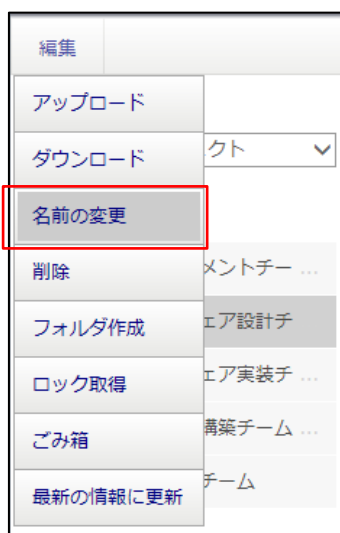 編集
アップロード
ダウンロード
クト
名前の変更
削除
メントチー ...
フォルダ作成
ェア設計チ
ロック取得
ェア実装チ ...
ごみ箱
構築チーム ...
最新の情報に更新
チーム